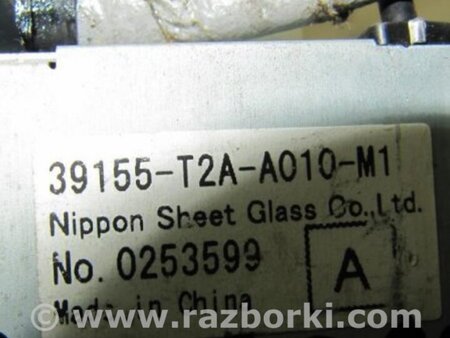 39155-T2A-A010-M1
Nippon Sheet Glass Co.,Ltd.
No. 0253599
A
Made in China
www.razborki.com